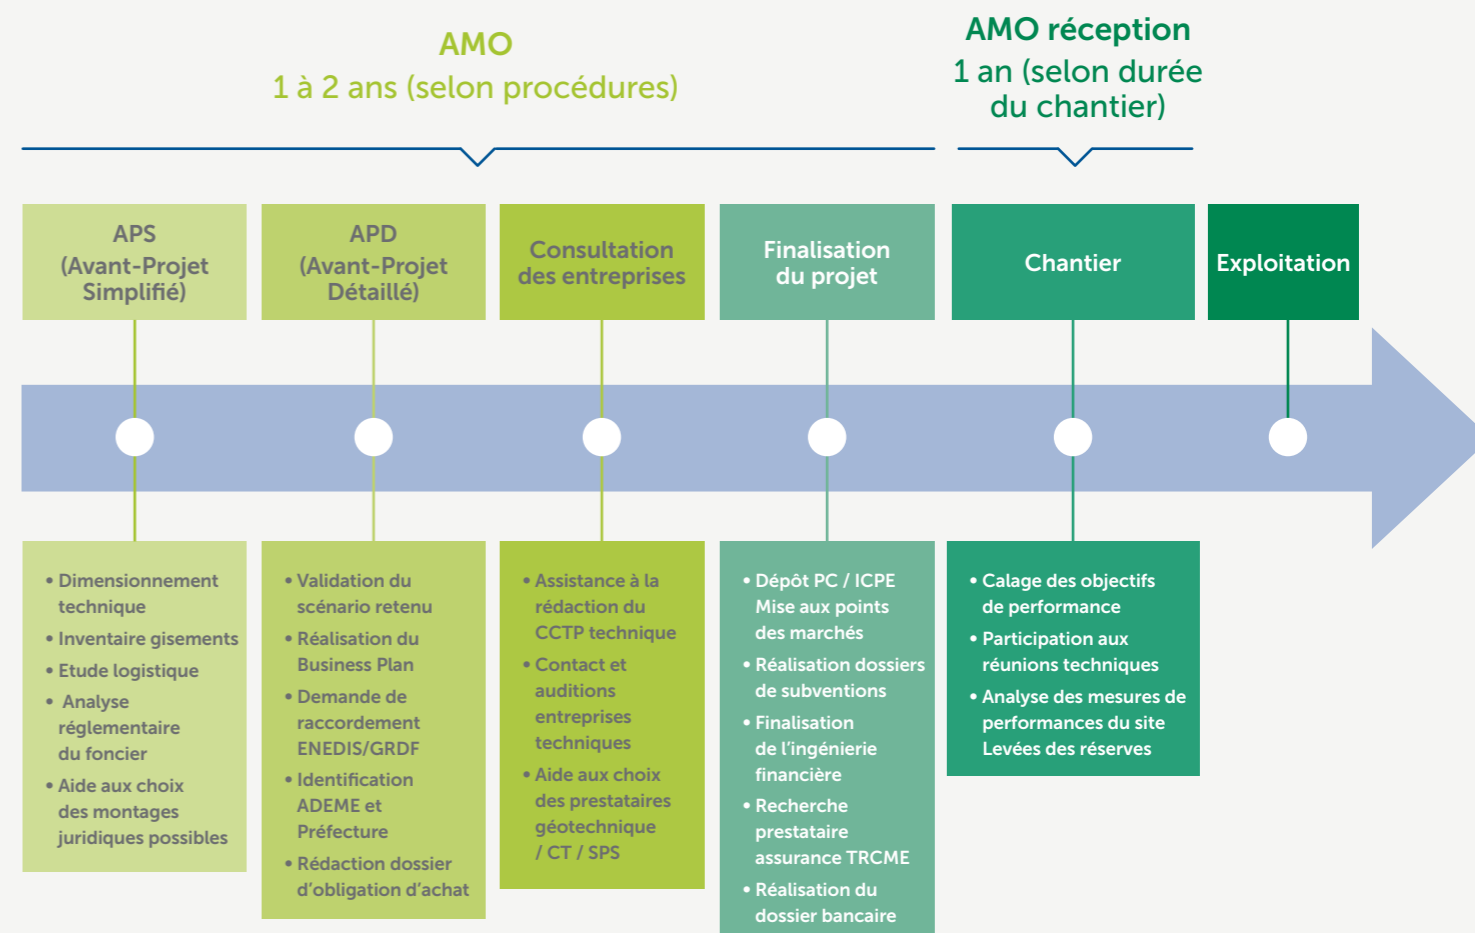 AMO
1 à 2 ans (selon procédures)
AMO réception
1 an (selon durée
du chantier)
APS
(Avant-Projet
Simplifié)
APD
(Avant-Projet
Détaillé)
Consultation
des entreprises
Finalisation
du projet
Chantier
Exploitation
• Dimensionnement
technique
• Inventaire gisements
• Etude logistique
• Analyse
réglementaire
du foncier
• Aide aux choix
des montages
juridiques possibles
• Validation du
scénario retenu
• Réalisation du
Business Plan
• Demande de
raccordement
ENEDIS/GRDF
• Identification
ADEME et
Préfecture
• Rédaction dossier
d'obligation d'achat
• Assistance à la
rédaction du
CCTP technique
• Contact et
auditions
entreprises
techniques
• Aide aux choix
des prestataires
géotechnique
/ CT / SPS
• Dépôt PC / ICPE
Mise aux points
des marchés
• Réalisation dossiers
de subventions
• Finalisation
de l'ingénierie
financière
• Recherche
prestataire
assurance TRCME
• Réalisation du
dossier bancaire
• Calage des objectifs
de performance
• Participation aux
réunions techniques
• Analyse des mesures de
performances du site
Levées des réserves